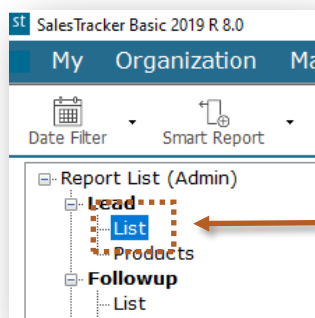 st SalesTracker Basic 2019 R 8.0
My Organization Ma
Date Filter Smart Report
Report List (Admin)
Lead
List
Products
Followup
List